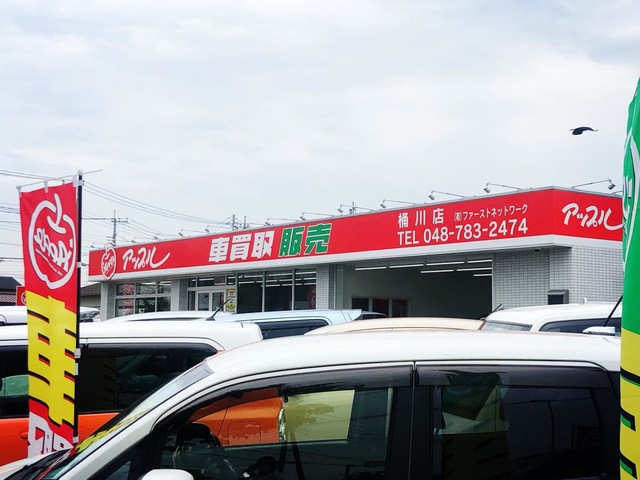 アップル
車買取 販売
桶川店 (有)ファーストネットワーク
TEL 048-783-2474
アップル